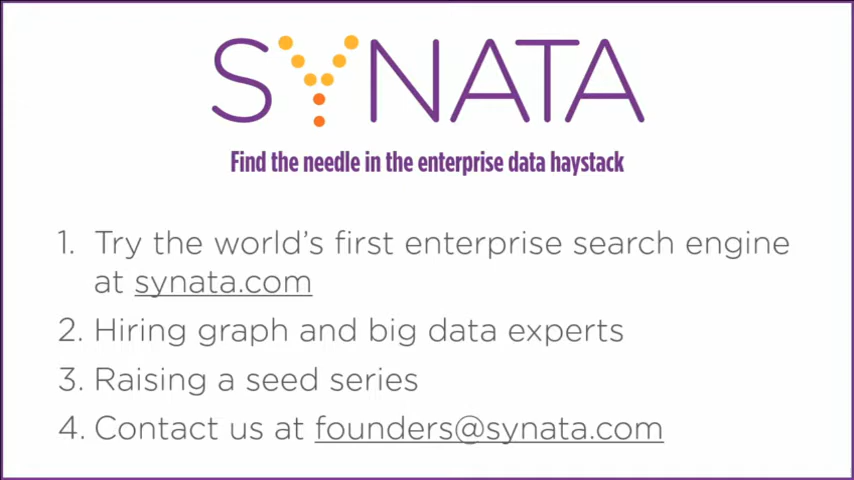 SYNATA
Find the needle in the enterprise data haystack
1. Try the world's first enterprise search engine
at synata.com
2. Hiring graph and big data experts
3. Raising a seed series
4. Contact us at founders@synata.com